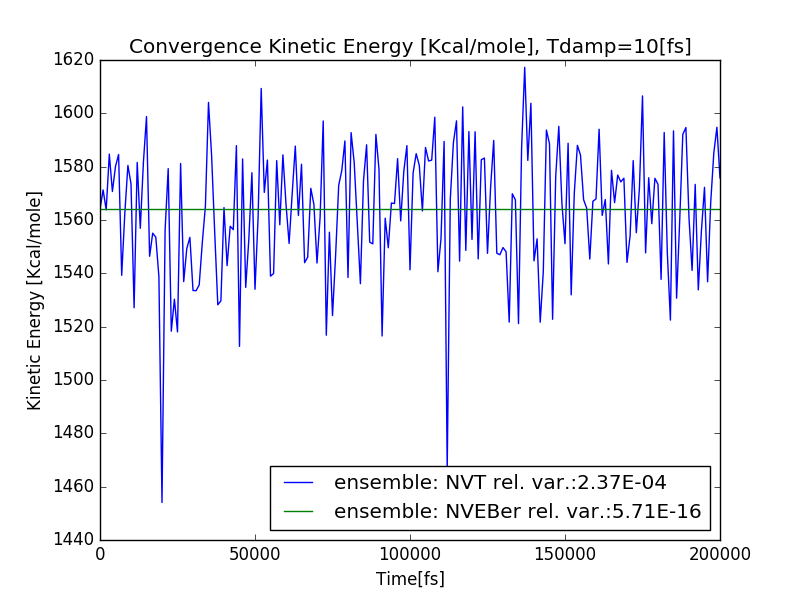 Convergence Kinetic Energy [Kcal/mole], Tdamp=10[fs]
Kinetic Energy [Kcal/mole]
1620
1600
1580
1560
1540
1520
1500
1480
1460
1440
ensemble: NVT rel. var.:2.37E-04
ensemble: NVEBer rel. var.:5.71E-16
0 50000 100000 150000 200000
Time[fs]